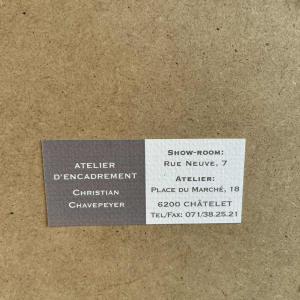 ATELIER
D'ENCADREMENT
CHRISTIAN
CHAVEPEYER
SHOW-ROOM:
RUE NEUVE, 7
ATELIER:
PLACE DU MARCHÉ, 18
6200 CHÂTELET
TEL/FAX: 071/38.25.21